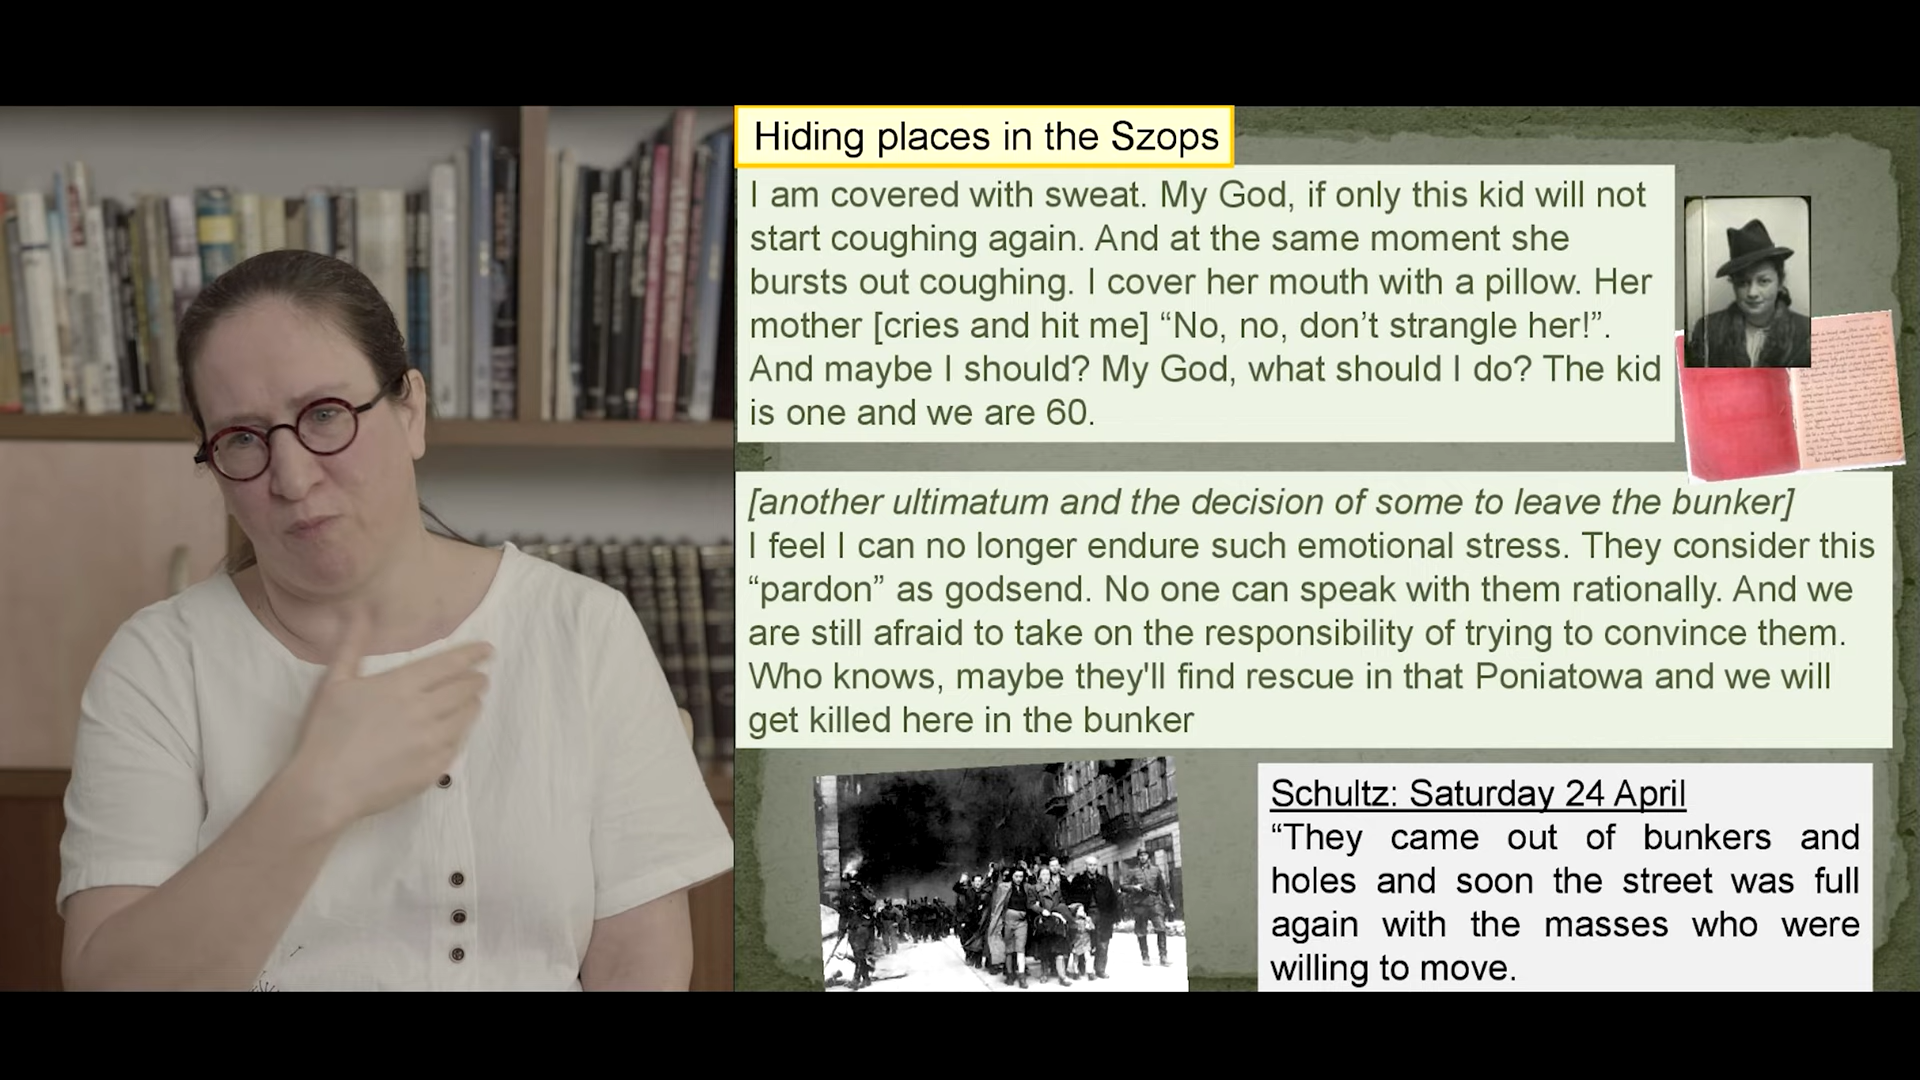 Hiding places in the Szops
I am covered with sweat. My God, if only this kid will not
start coughing again. And at the same moment she
bursts out coughing. I cover her mouth with a pillow. Her
mother [cries and hit me] “No, no, don’t strangle her!”.
And maybe I should? My God, what should I do? The kid
is one and we are 60.
[another ultimatum and the decision of some to leave the bunker]
I feel I can no longer endure such emotional stress. They consider this
“pardon” as godsend. No one can speak with them rationally. And we
are still afraid to take on the responsibility of trying to convince them.
Who knows, maybe they'll find rescue in that Poniatowa and we will
get killed here in the bunker
Schultz: Saturday 24 April
“They came out of bunkers and
holes and soon the street was full
again with the masses who were
willing to move.